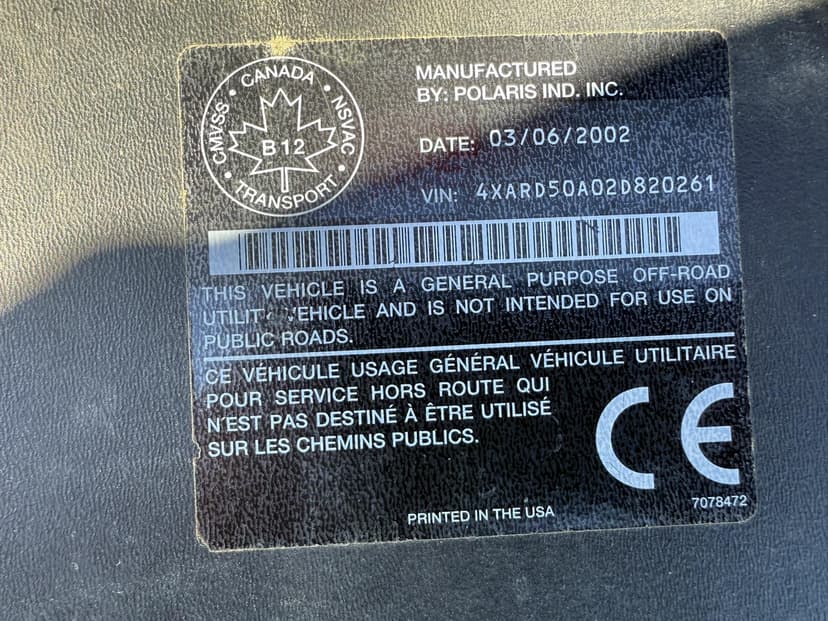 CANADA
CMVSS • NSVAC
B 12
TRANSPORT
MANUFACTURED
BY: POLARIS IND. INC.
DATE: 03/06/2002
VIN: 4XARD50A02D820261
THIS VEHICLE IS A GENERAL PURPOSE OFF-ROAD
UTILITY VEHICLE AND IS NOT INTENDED FOR USE ON
PUBLIC ROADS.
CE VÉHICULE USAGE GÉNÉRAL VÉHICULE UTILITAIRE
POUR SERVICE HORS ROUTE QUI
N'EST PAS DESTINÉ À ÊTRE UTILISÉ
SUR LES CHEMINS PUBLICS.
CE
7078472
PRINTED IN THE USA